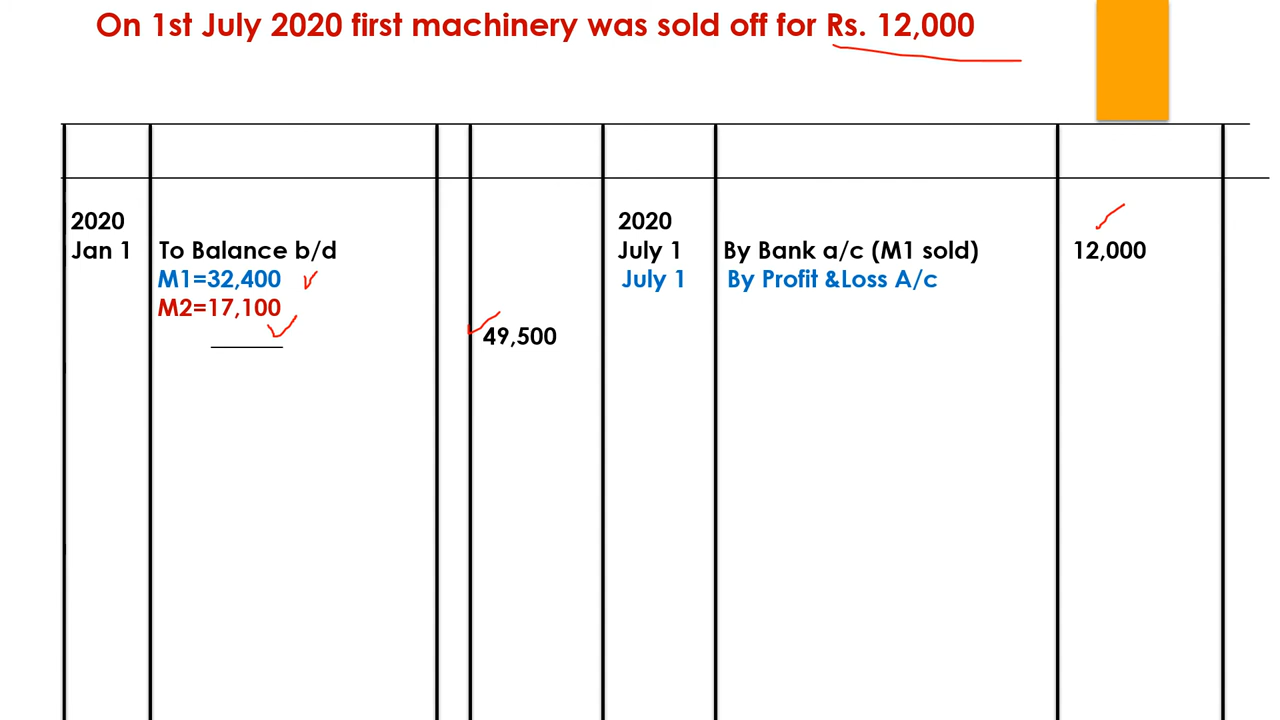 On 1st July 2020 first machinery was sold off for Rs. 12,000
2020 2020
Jan 1 To Balance b/d July 1 By Bank a/c (M1 sold) 12,000
M1=32,400 July 1 By Profit &Loss A/c
M2=17,100
49,500